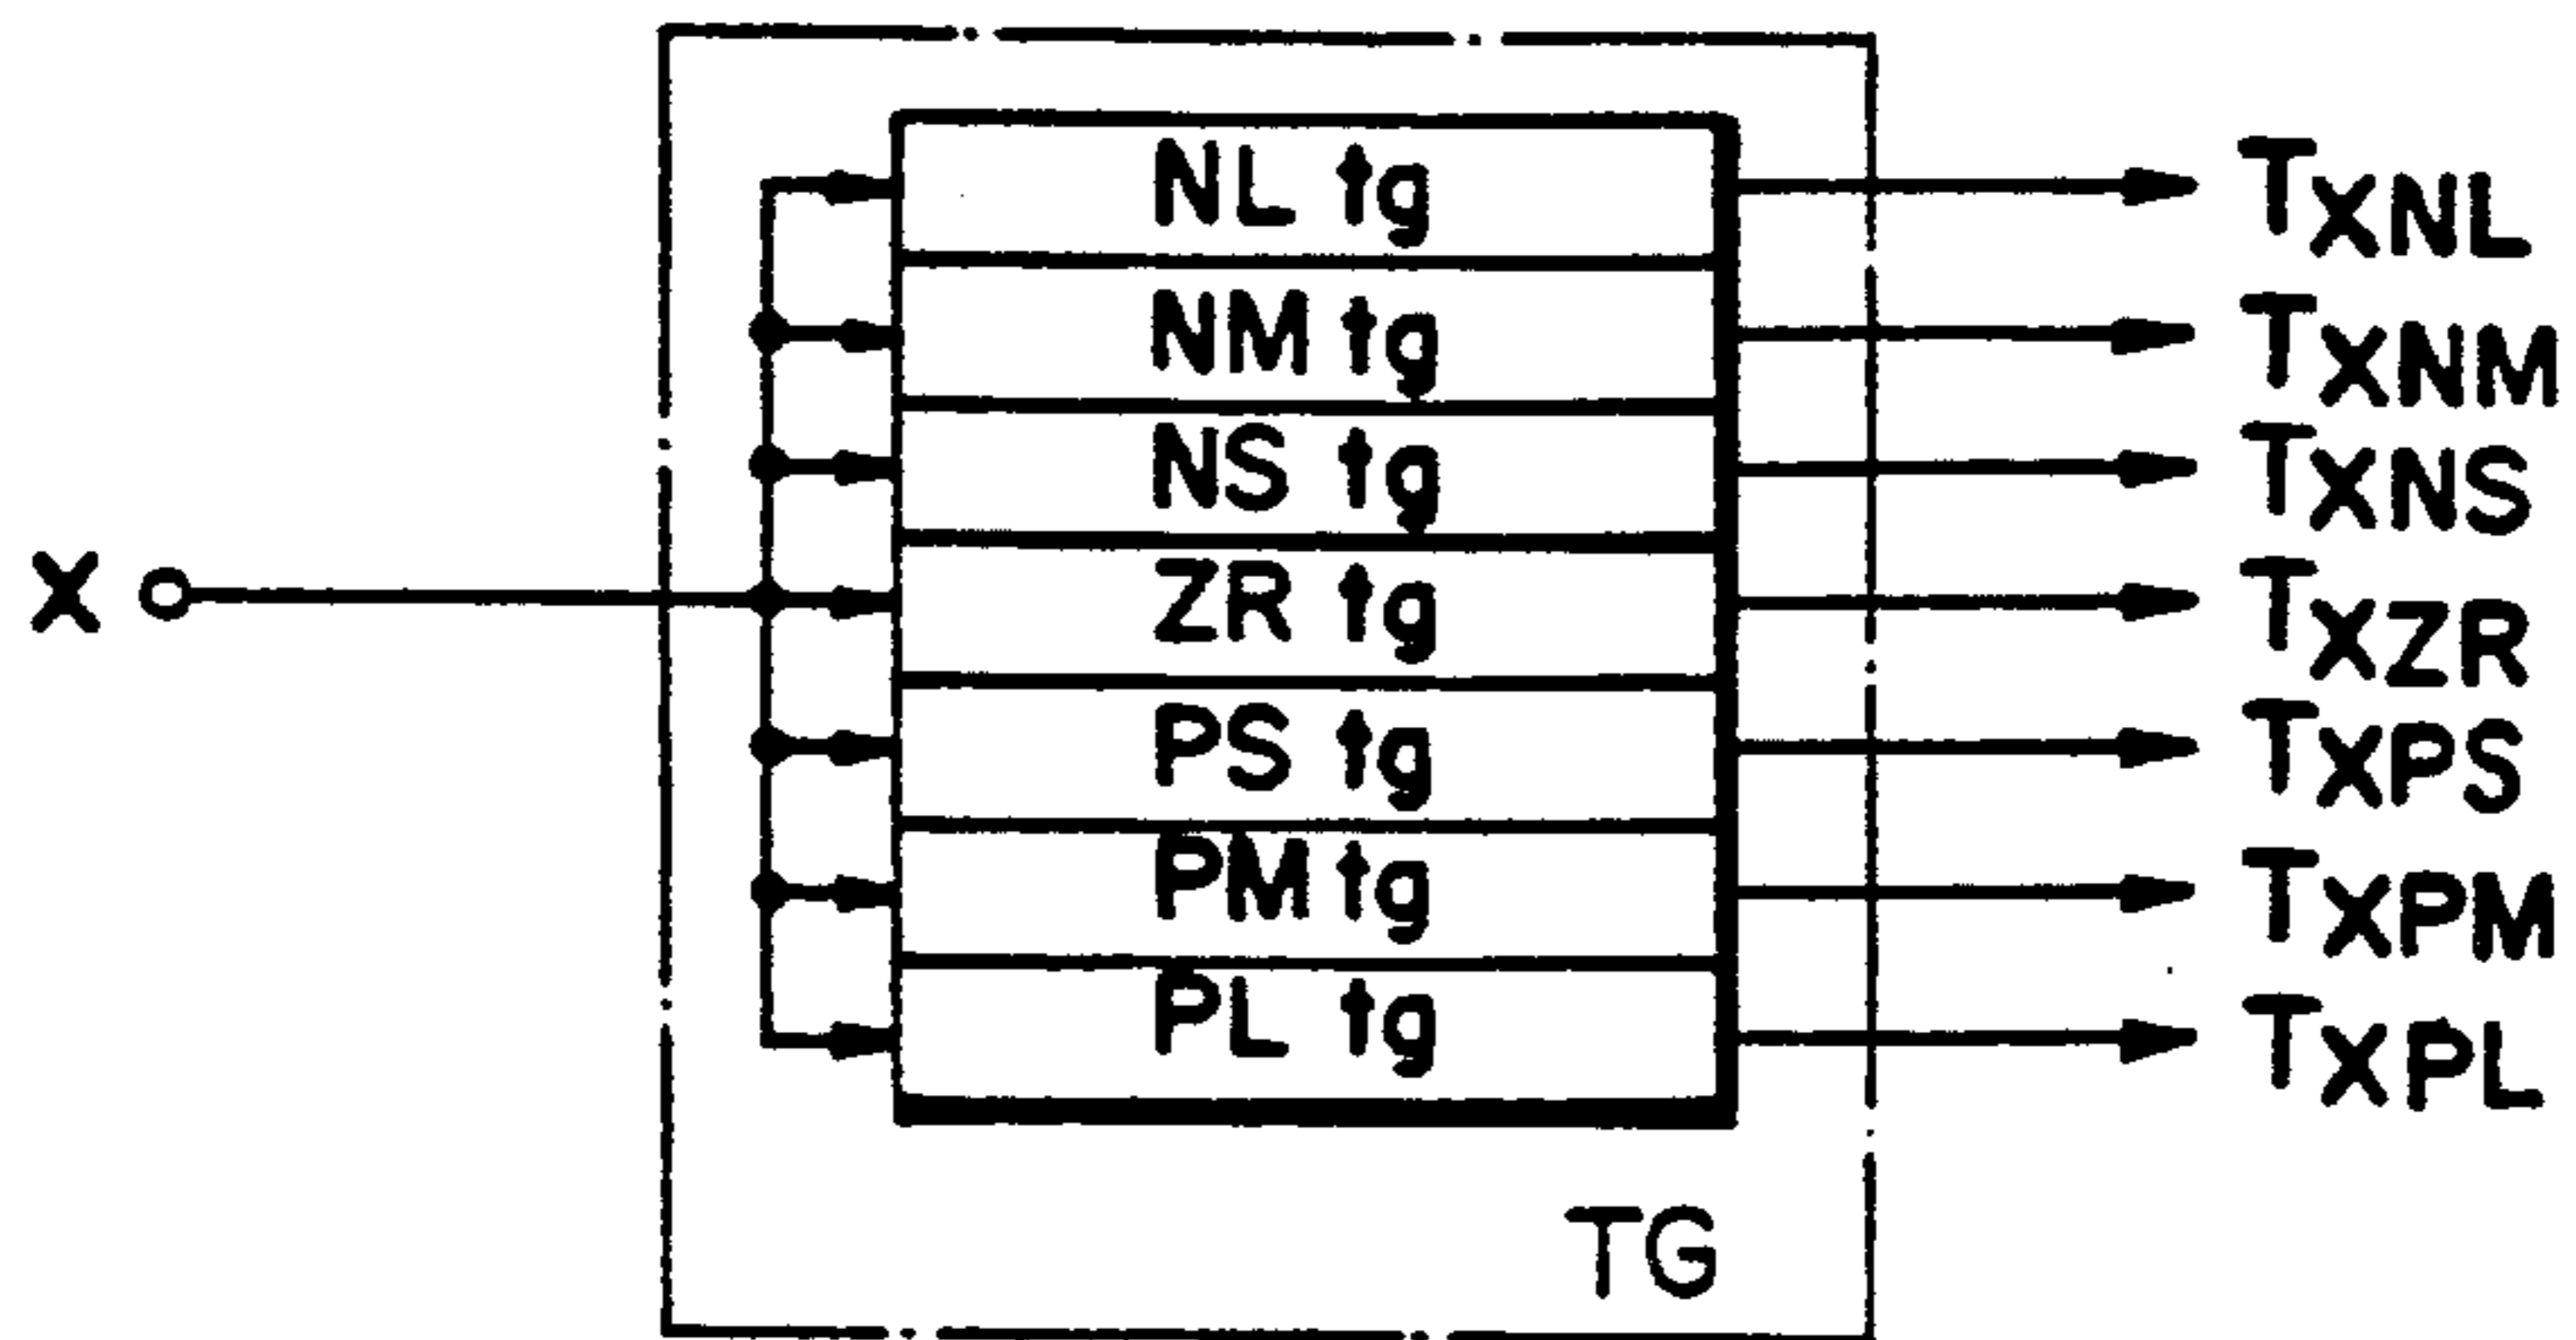 NL tg TXNL
NM tg TXNM
NS tg TXNS
X ZR tg TXZR
PS tg TXPS
PM tg TXPM
PL tg TXPL
TG